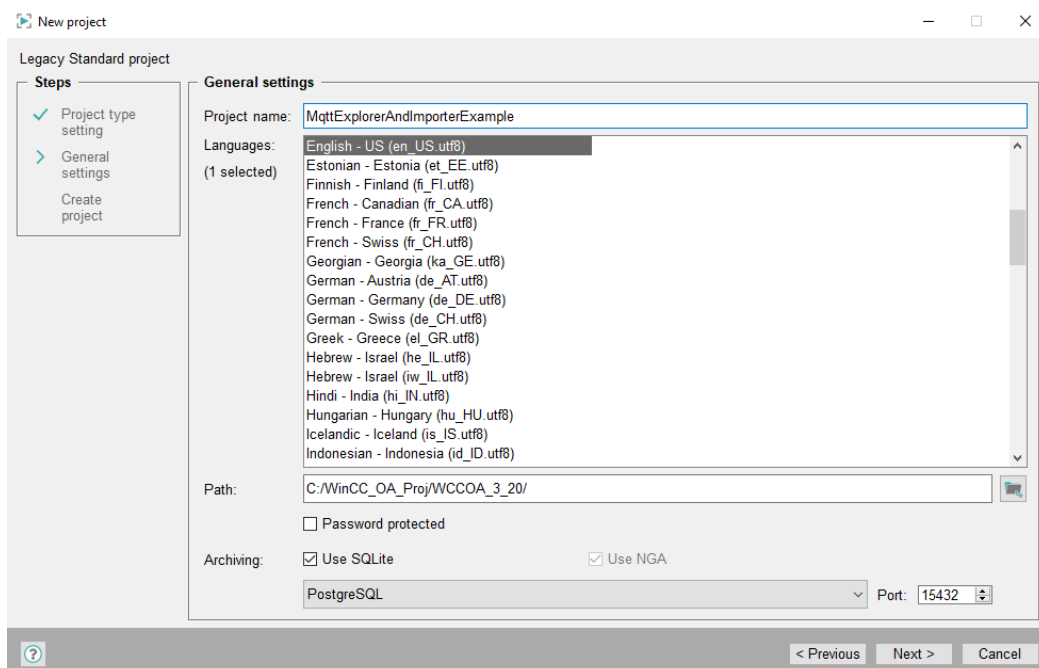 New project
Legacy Standard project
Steps
Project type
setting
General
settings
Create
project
General settings
Project name: MqttExplorerAndImporterExample
Languages:
(1 selected)
English - US (en_US.utf8)
Estonian - Estonia (et_EE.utf8)
Finnish - Finland (fi_FI.utf8)
French - Canadian (fr_CA.utf8)
French - France (fr_FR.utf8)
French - Swiss (fr_CH.utf8)
Georgian - Georgia (ka_GE.utf8)
German - Austria (de_AT.utf8)
German - Germany (de_DE.utf8)
German - Swiss (de_CH.utf8)
Greek - Greece (el_GR.utf8)
Hebrew - Israel (he_IL.utf8)
Hebrew - Israel (iw_IL.utf8)
Hindi - India (hi_IN.utf8)
Hungarian - Hungary (hu_HU.utf8)
Icelandic - Iceland (is_IS.utf8)
Indonesian - Indonesia (id_ID.utf8)
Path: C:/WinCC_OA_Proj/WCCOA_3_20/
Password protected
Archiving: Use SQLite Use NGA
PostgreSQL Port: 15432
? < Previous Next > Cancel